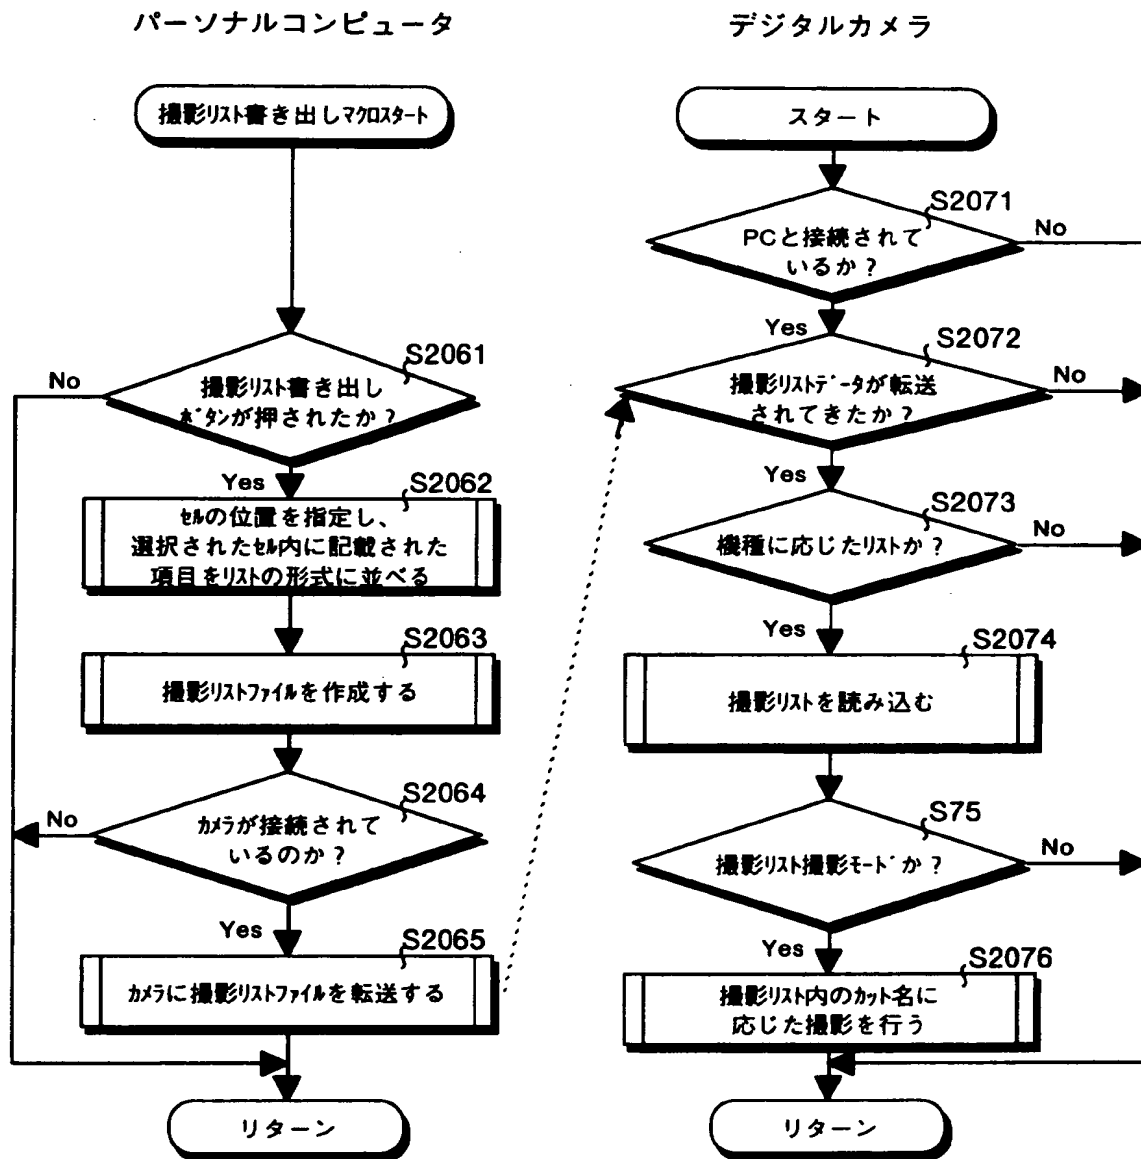 パーソナルコンピュータ
撮影リスト書き出しマクロスタート
S2061
撮影リスト書き出し
ボタンが押されたか？
No
Yes
S2062
セルの位置を指定し、
選択されたセル内に記載された
項目をリストの形式に並べる
S2063
撮影リストファイルを作成する
S2064
カメラが接続されて
いるのか？
No
Yes
S2065
カメラに撮影リストファイルを転送する
リターン
デジタルカメラ
スタート
S2071
PCと接続されて
いるか？
No
Yes
S2072
撮影リストデータが転送
されてきたか？
No
Yes
S2073
機種に応じたリストか？
No
Yes
S2074
撮影リストを読み込む
S75
撮影リスト撮影モードか？
No
Yes
S2076
撮影リスト内のカット名に
応じた撮影を行う
リターン